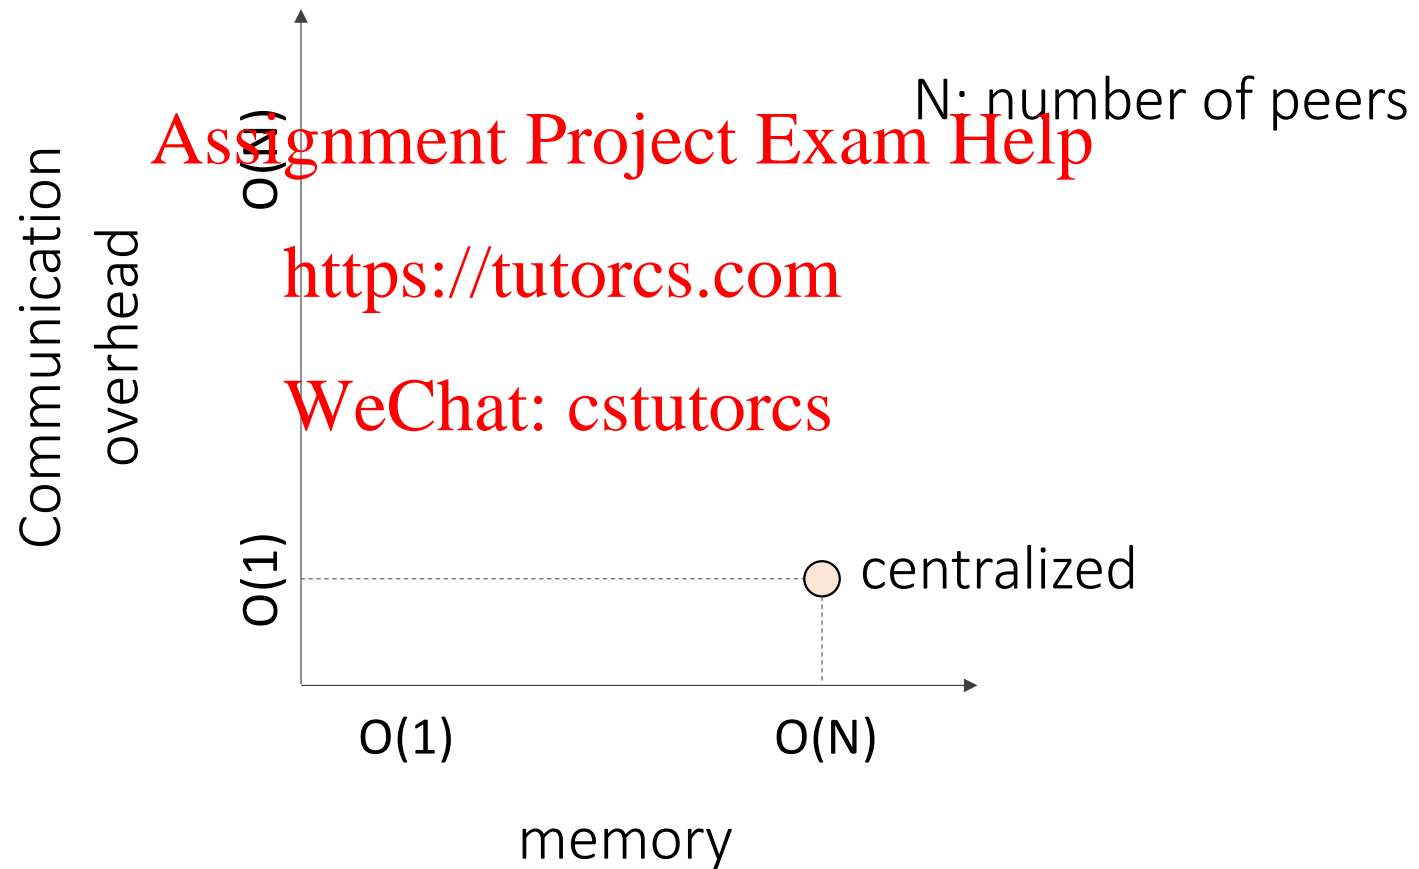 N: number of peers
Assignment Project Exam Help
O(N)
https://tutorcs.com
Communication
overhead
WeChat: cstutorcs
O(1)
centralized
O(1)
O(N)
memory